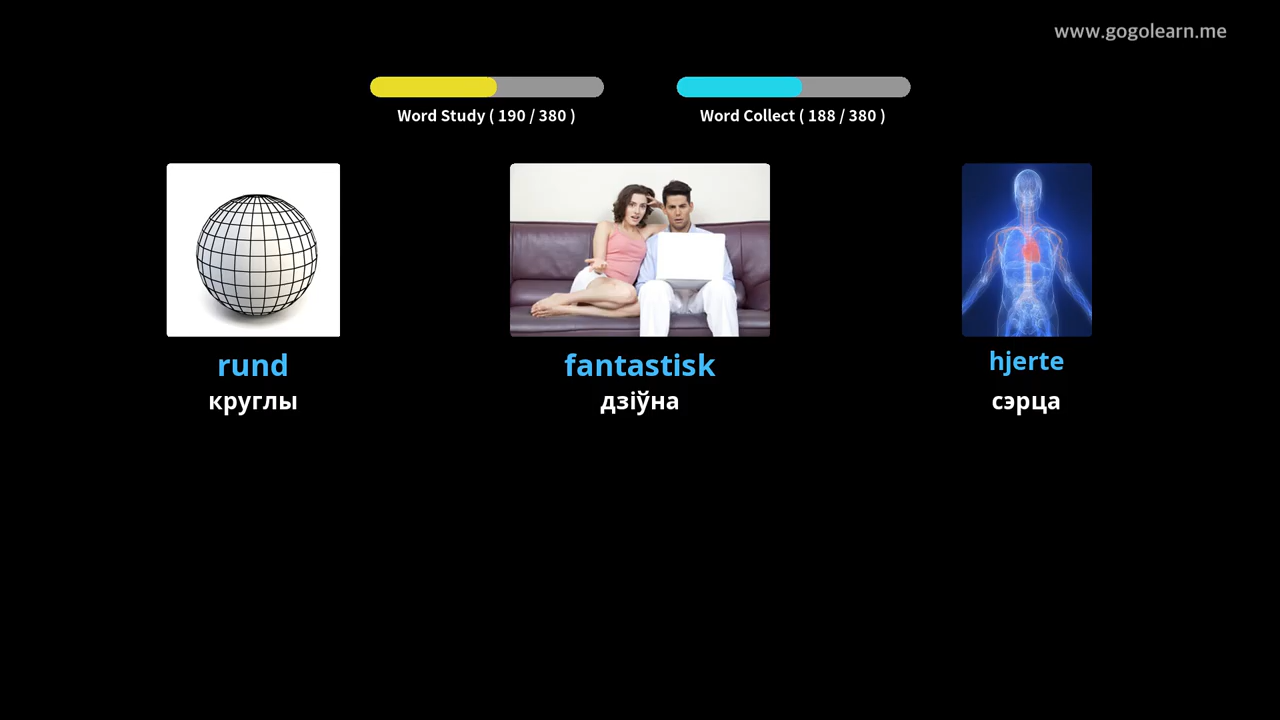 www.gogolearn.me
Word Study ( 190 / 380 )
Word Collect ( 188 / 380 )
rund
fantastisk
hjerte
круглы
дзіўна
сэрца